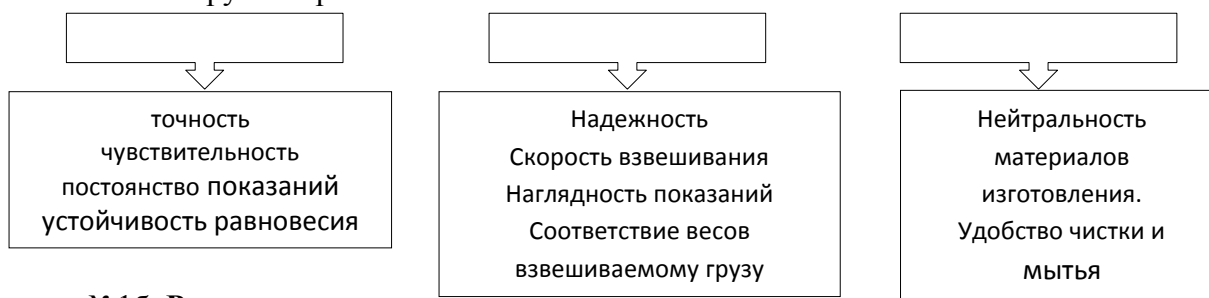 точность
чувствительность
постоянство показаний
устойчивость равновесия
Надежность
Скорость взвешивания
Наглядность показаний
Соответствие весов
взвешиваемому грузу
Нейтральность
материалов
изготовления.
Удобство чистки и
мытья